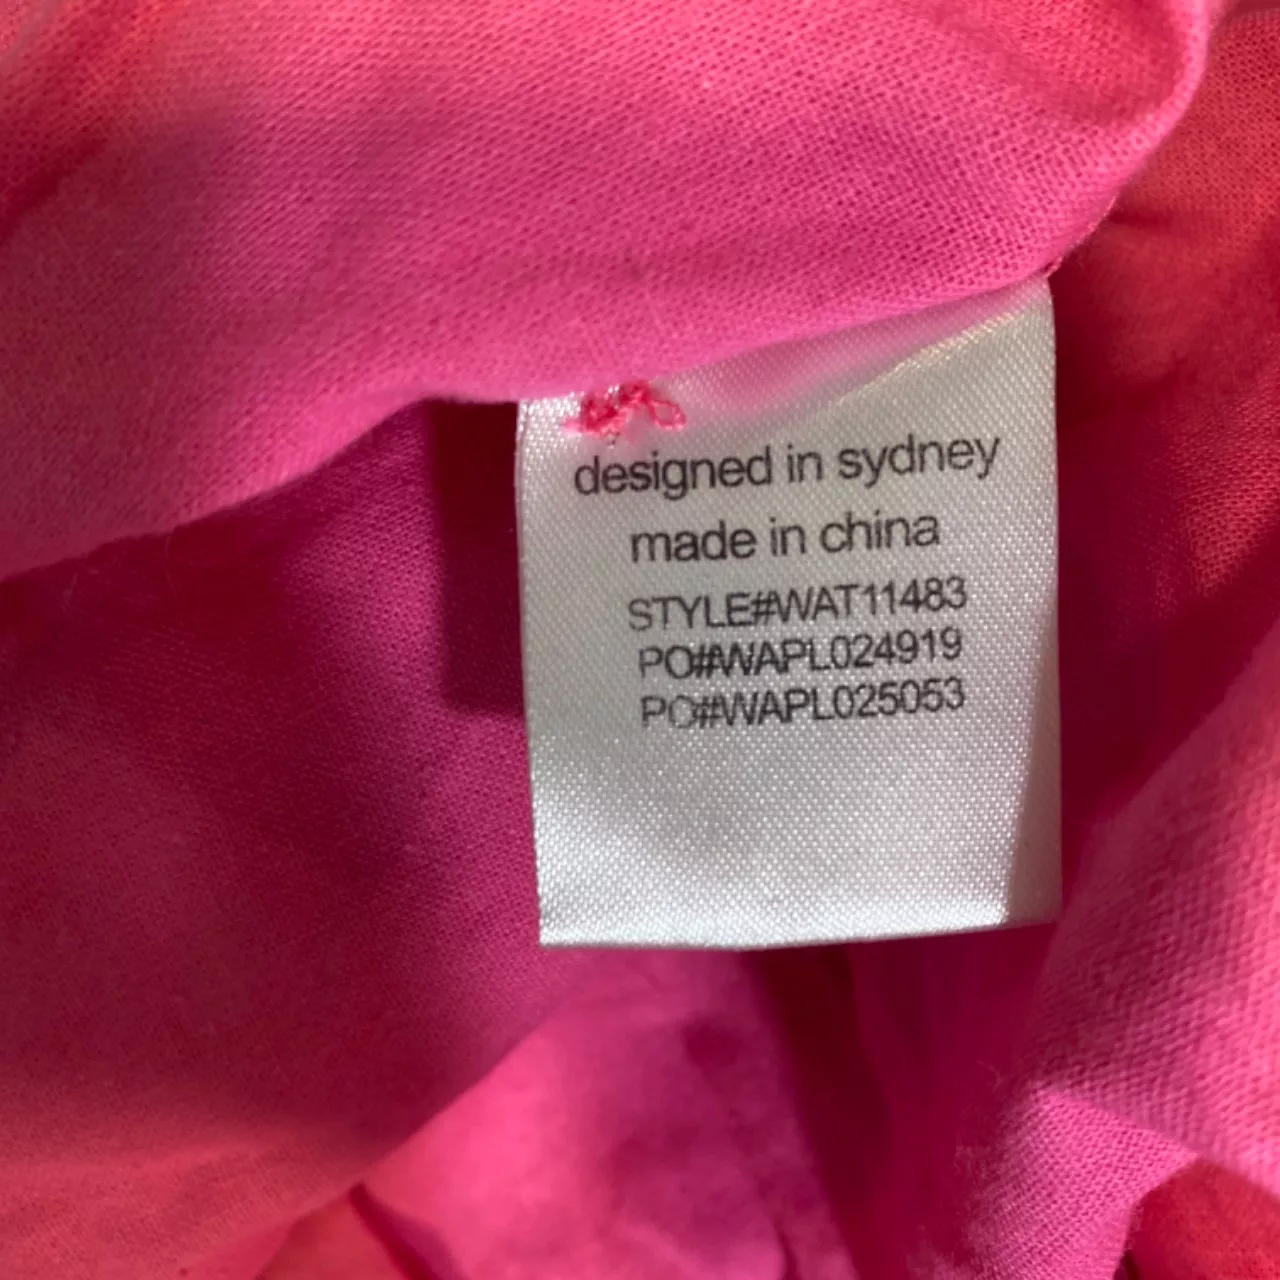 designed in sydney
made in china
STYLE#WAT11483
PO#WAPL024919
PO#WAPL025053